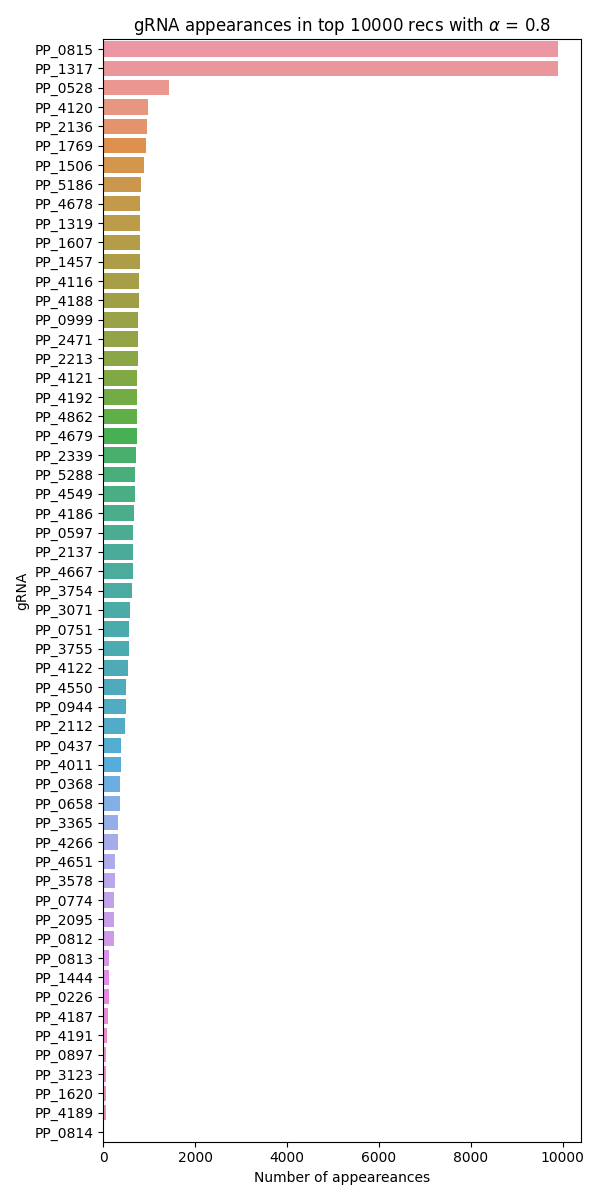 gRNA appearances in top 10000 recs with α = 0.8
PP_0815
PP_1317
PP_0528
PP_4120
PP_2136
PP_1769
PP_1506
PP_5186
PP_4678
PP_1319
PP_1607
PP_1457
PP_4116
PP_4188
PP_0999
PP_2471
PP_2213
PP_4121
PP_4192
PP_4862
PP_4679
PP_2339
PP_5288
PP_4549
PP_4186
PP_0597
PP_2137
PP_4667
PP_3754
PP_3071
PP_0751
PP_3755
PP_4122
PP_4550
PP_0944
PP_2112
PP_0437
PP_4011
PP_0368
PP_0658
PP_3365
PP_4266
PP_4651
PP_3578
PP_0774
PP_2095
PP_0812
PP_0813
PP_1444
PP_0226
PP_4187
PP_4191
PP_0897
PP_3123
PP_1620
PP_4189
PP_0814
gRNA
0 2000 4000 6000 8000 10000
Number of appeareances